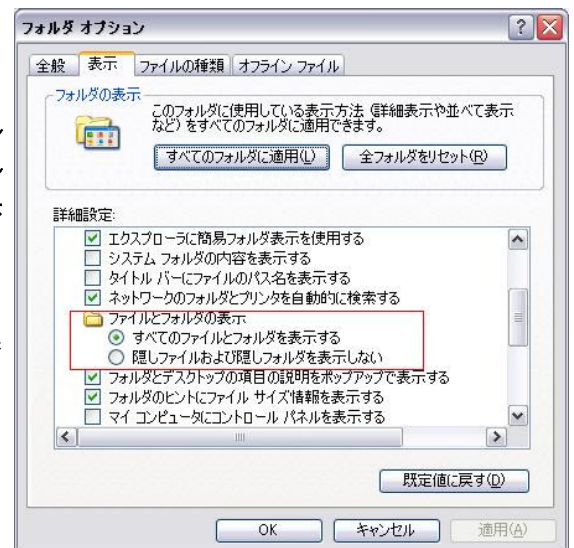 フォルダ オプション
全般 表示 ファイルの種類 オフライン ファイル
フォルダの表示
このフォルダに使用している表示方法 (詳細表示や並べて表示
など) をすべてのフォルダに適用できます。
すべてのフォルダに適用(L) 全フォルダをリセット(R)
詳細設定:
エクスプローラに簡易フォルダ表示を使用する
システム フォルダの内容を表示する
タイトル バーにファイルのパス名を表示する
ネットワークのフォルダとプリンタを自動的に検索する
ファイルとフォルダの表示
すべてのファイルとフォルダを表示する
隠しファイルおよび隠しフォルダを表示しない
フォルダとデスクトップの項目の説明をポップアップで表示する
フォルダのヒントにファイル サイズ情報を表示する
マイ コンピュータにコントロール パネルを表示する
既定値に戻す(D)
OK キャンセル 適用(A)